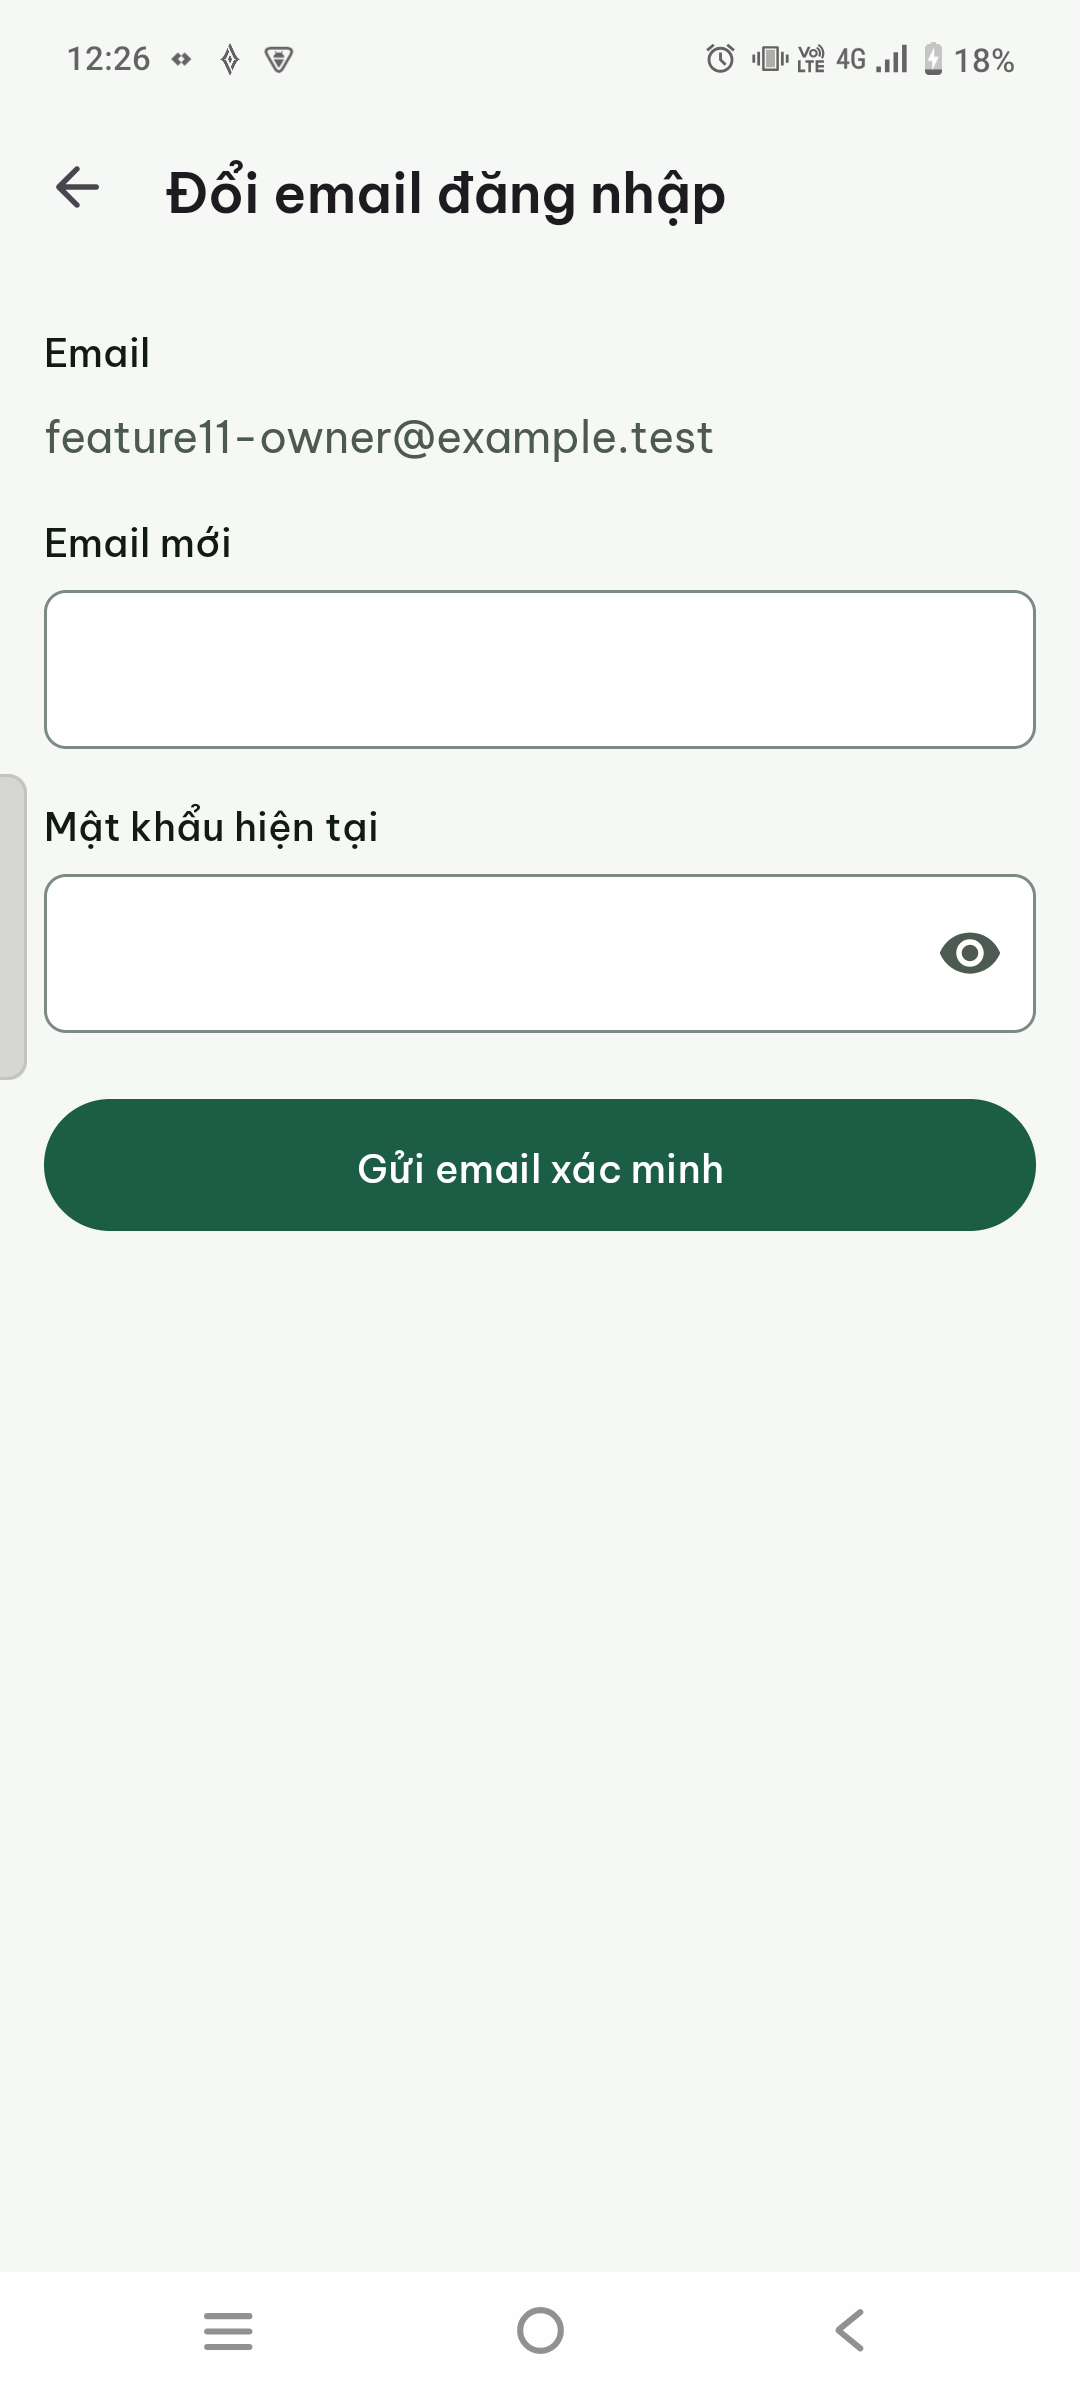 12:26
VoLTE 4G 18%
Đổi email đăng nhập
Email
feature11-owner@example.test
Email mới
Mật khẩu hiện tại
Gửi email xác minh